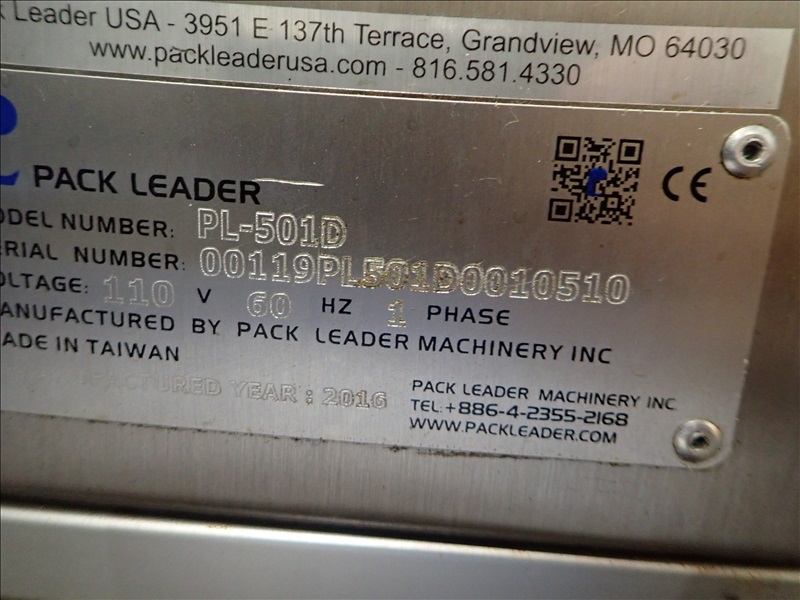 k Leader USA - 3951 E 137th Terrace, Grandview, MO 64030
www.packleaderusa.com - 816.581.4330
PACK LEADER
CE
ODEL NUMBER: PL-501D
ERIAL NUMBER: 00119PL501D0010510
OLTAGE: 110 V 60 HZ 1 PHASE
ANUFACTURED BY PACK LEADER MACHINERY INC
ADE IN TAIWAN
FACTURED YEAR : 2016
PACK LEADER MACHINERY INC
TEL:+886-4-2355-2168
WWW.PACKLEADER.COM